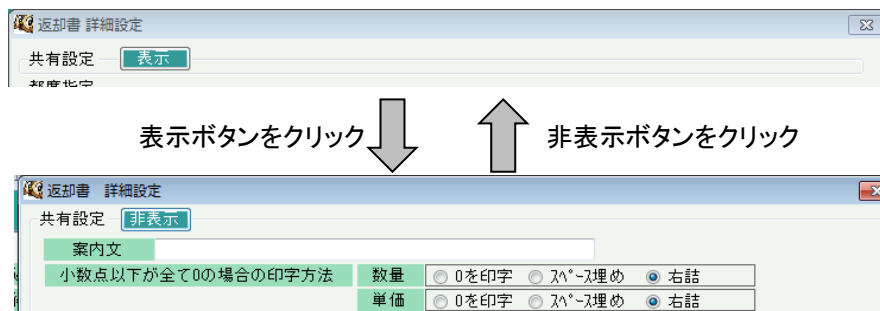 返却書 詳細設定
共有設定 表示
都度指定
表示ボタンをクリック 非表示ボタンをクリック
返却書 詳細設定
共有設定 非表示
案内文
小数点以下が全て0の場合の印字方法 数量 0を印字 ｽﾍﾟｰｽ埋め 右詰
単価 0を印字 ｽﾍﾟｰｽ埋め 右詰